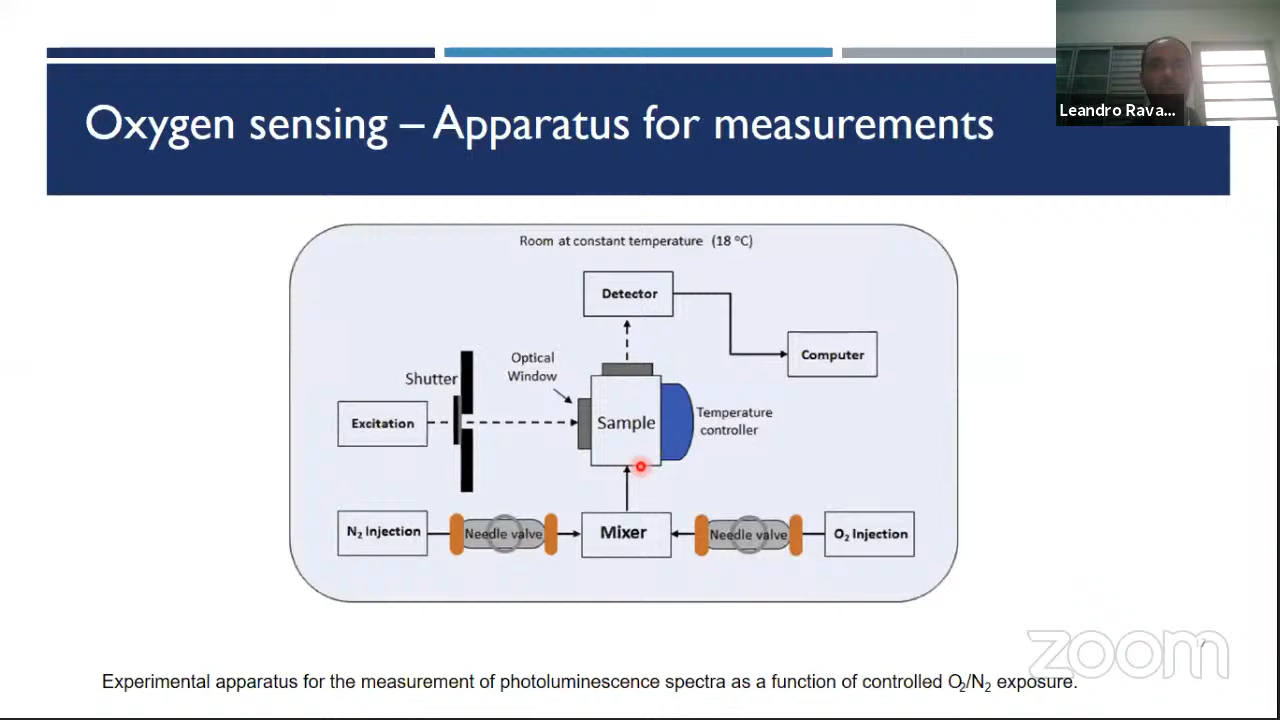 Leandro Rava...
Oxygen sensing – Apparatus for measurements
Room at constant temperature (18 ºC)
Detector
Computer
Optical
Window
Shutter
Excitation
Sample
Temperature
controller
N₂ Injection
Needle valve
Mixer
Needle valve
O₂ Injection
zoom
7
Experimental apparatus for the measurement of photoluminescence spectra as a function of controlled O₂/N₂ exposure.